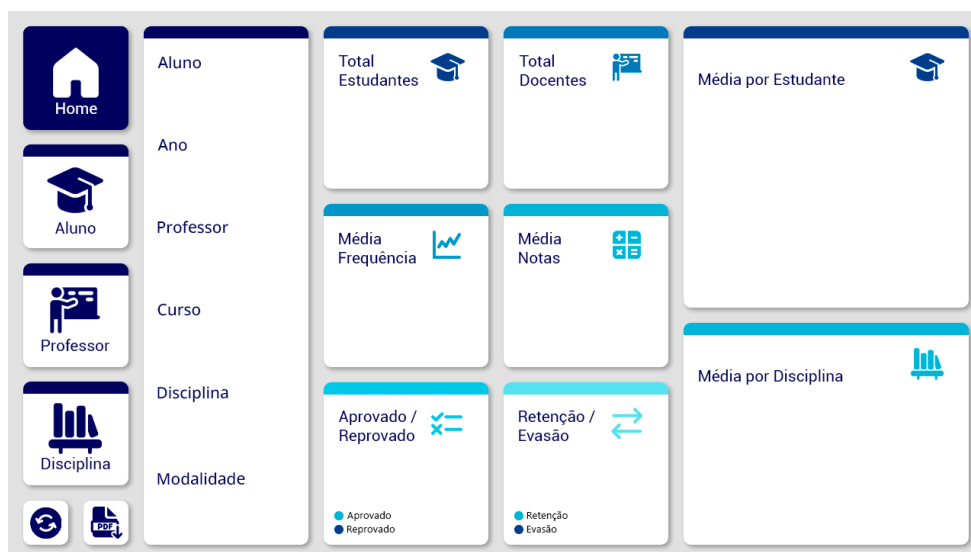 Home
Aluno
Professor
Disciplina
PDF
Aluno
Ano
Professor
Curso
Disciplina
Modalidade
Total
Estudantes
Total
Docentes
Média
Frequência
Média
Notas
Aprovado /
Reprovado
Aprovado
Reprovado
Retenção /
Evasão
Retenção
Evasão
Média por Estudante
Média por Disciplina